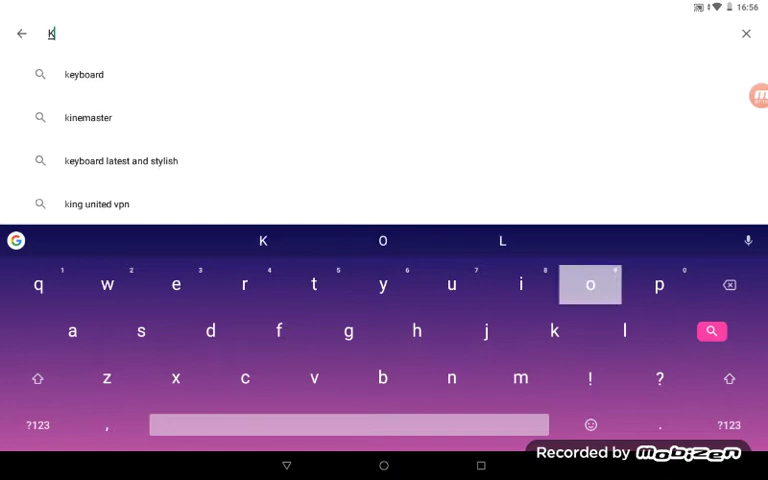 16:56
K
keyboard
kinemaster
keyboard latest and stylish
king united vpn
G K O L
1 2 3 4 5 6 7 8 9 0
q w e r t y u i o p
a s d f g h j k l
z x c v b n m ! ?
?123 , . ?123
Recorded by mobizen